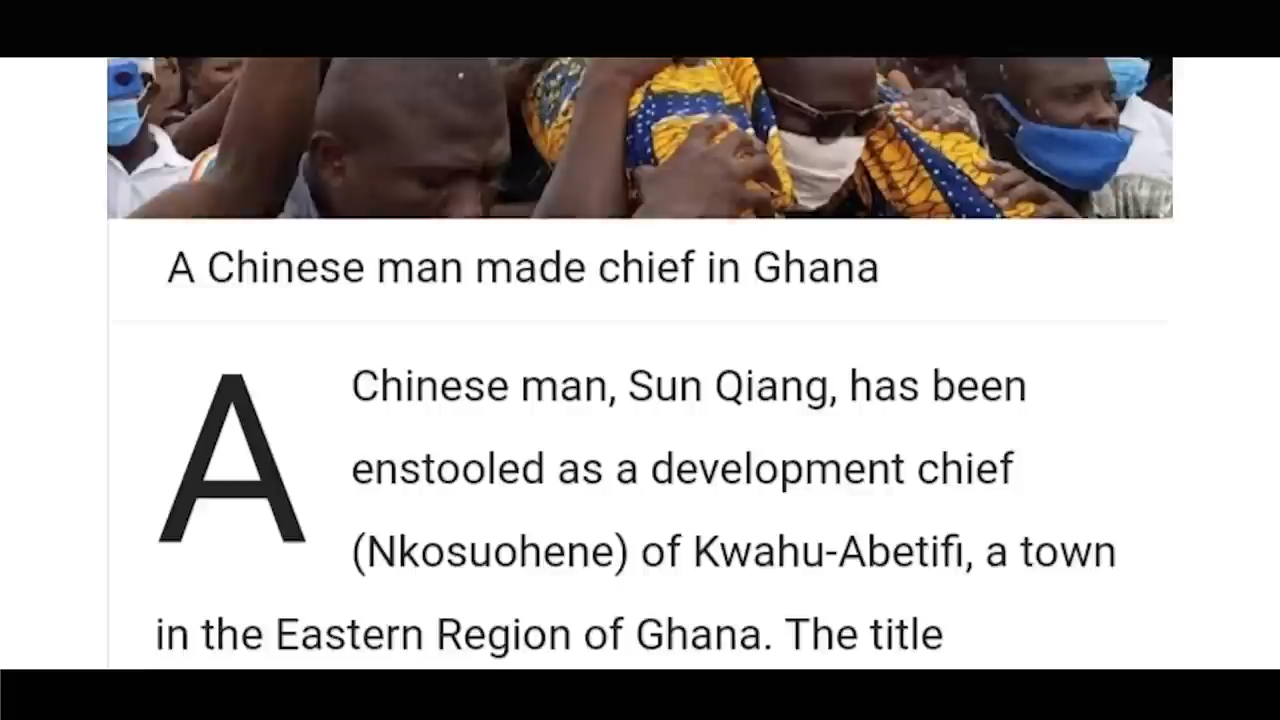 A Chinese man made chief in Ghana
A Chinese man, Sun Qiang, has been
enstooled as a development chief
(Nkosuohene) of Kwahu-Abetifi, a town
in the Eastern Region of Ghana. The title